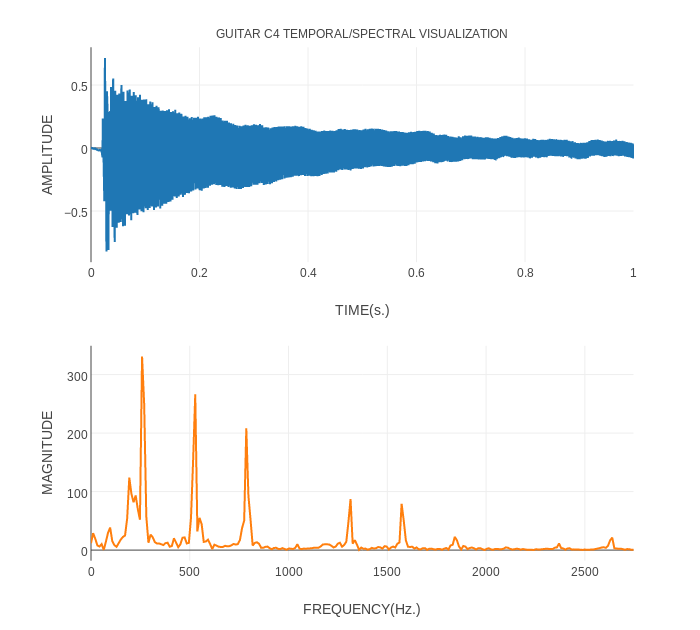 GUITAR C4 TEMPORAL/SPECTRAL VISUALIZATION
0.5
0
−0.5
AMPLITUDE
0 0.2 0.4 0.6 0.8 1
TIME(s.)
300
200
100
0
MAGNITUDE
0 500 1000 1500 2000 2500
FREQUENCY(Hz.)